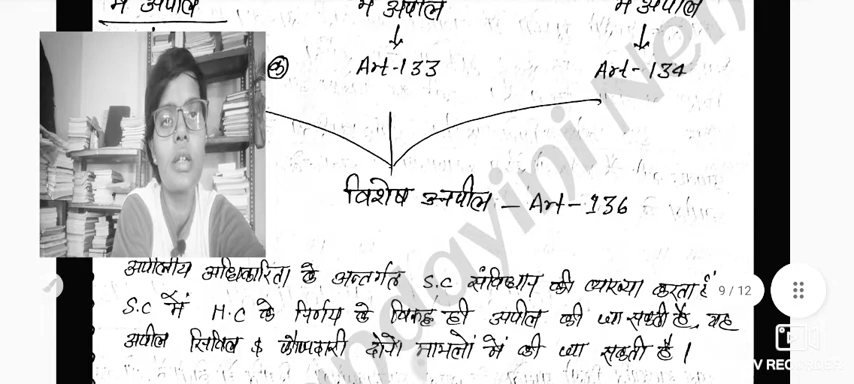 में अपील में अपील में अपील
Art-133 Art-134
विशेष अपील – Art-136
अपीलीय अधिकारिता के अन्तर्गत S.C संविधान की व्याख्या करता है
S.C में H.C के निर्णय के विरूद्ध ही अपील की जा सकती है, यह
अपील सिविल & फौजदारी दोनो मामलों में की जा सकती है।
9 / 12
V RECORDER